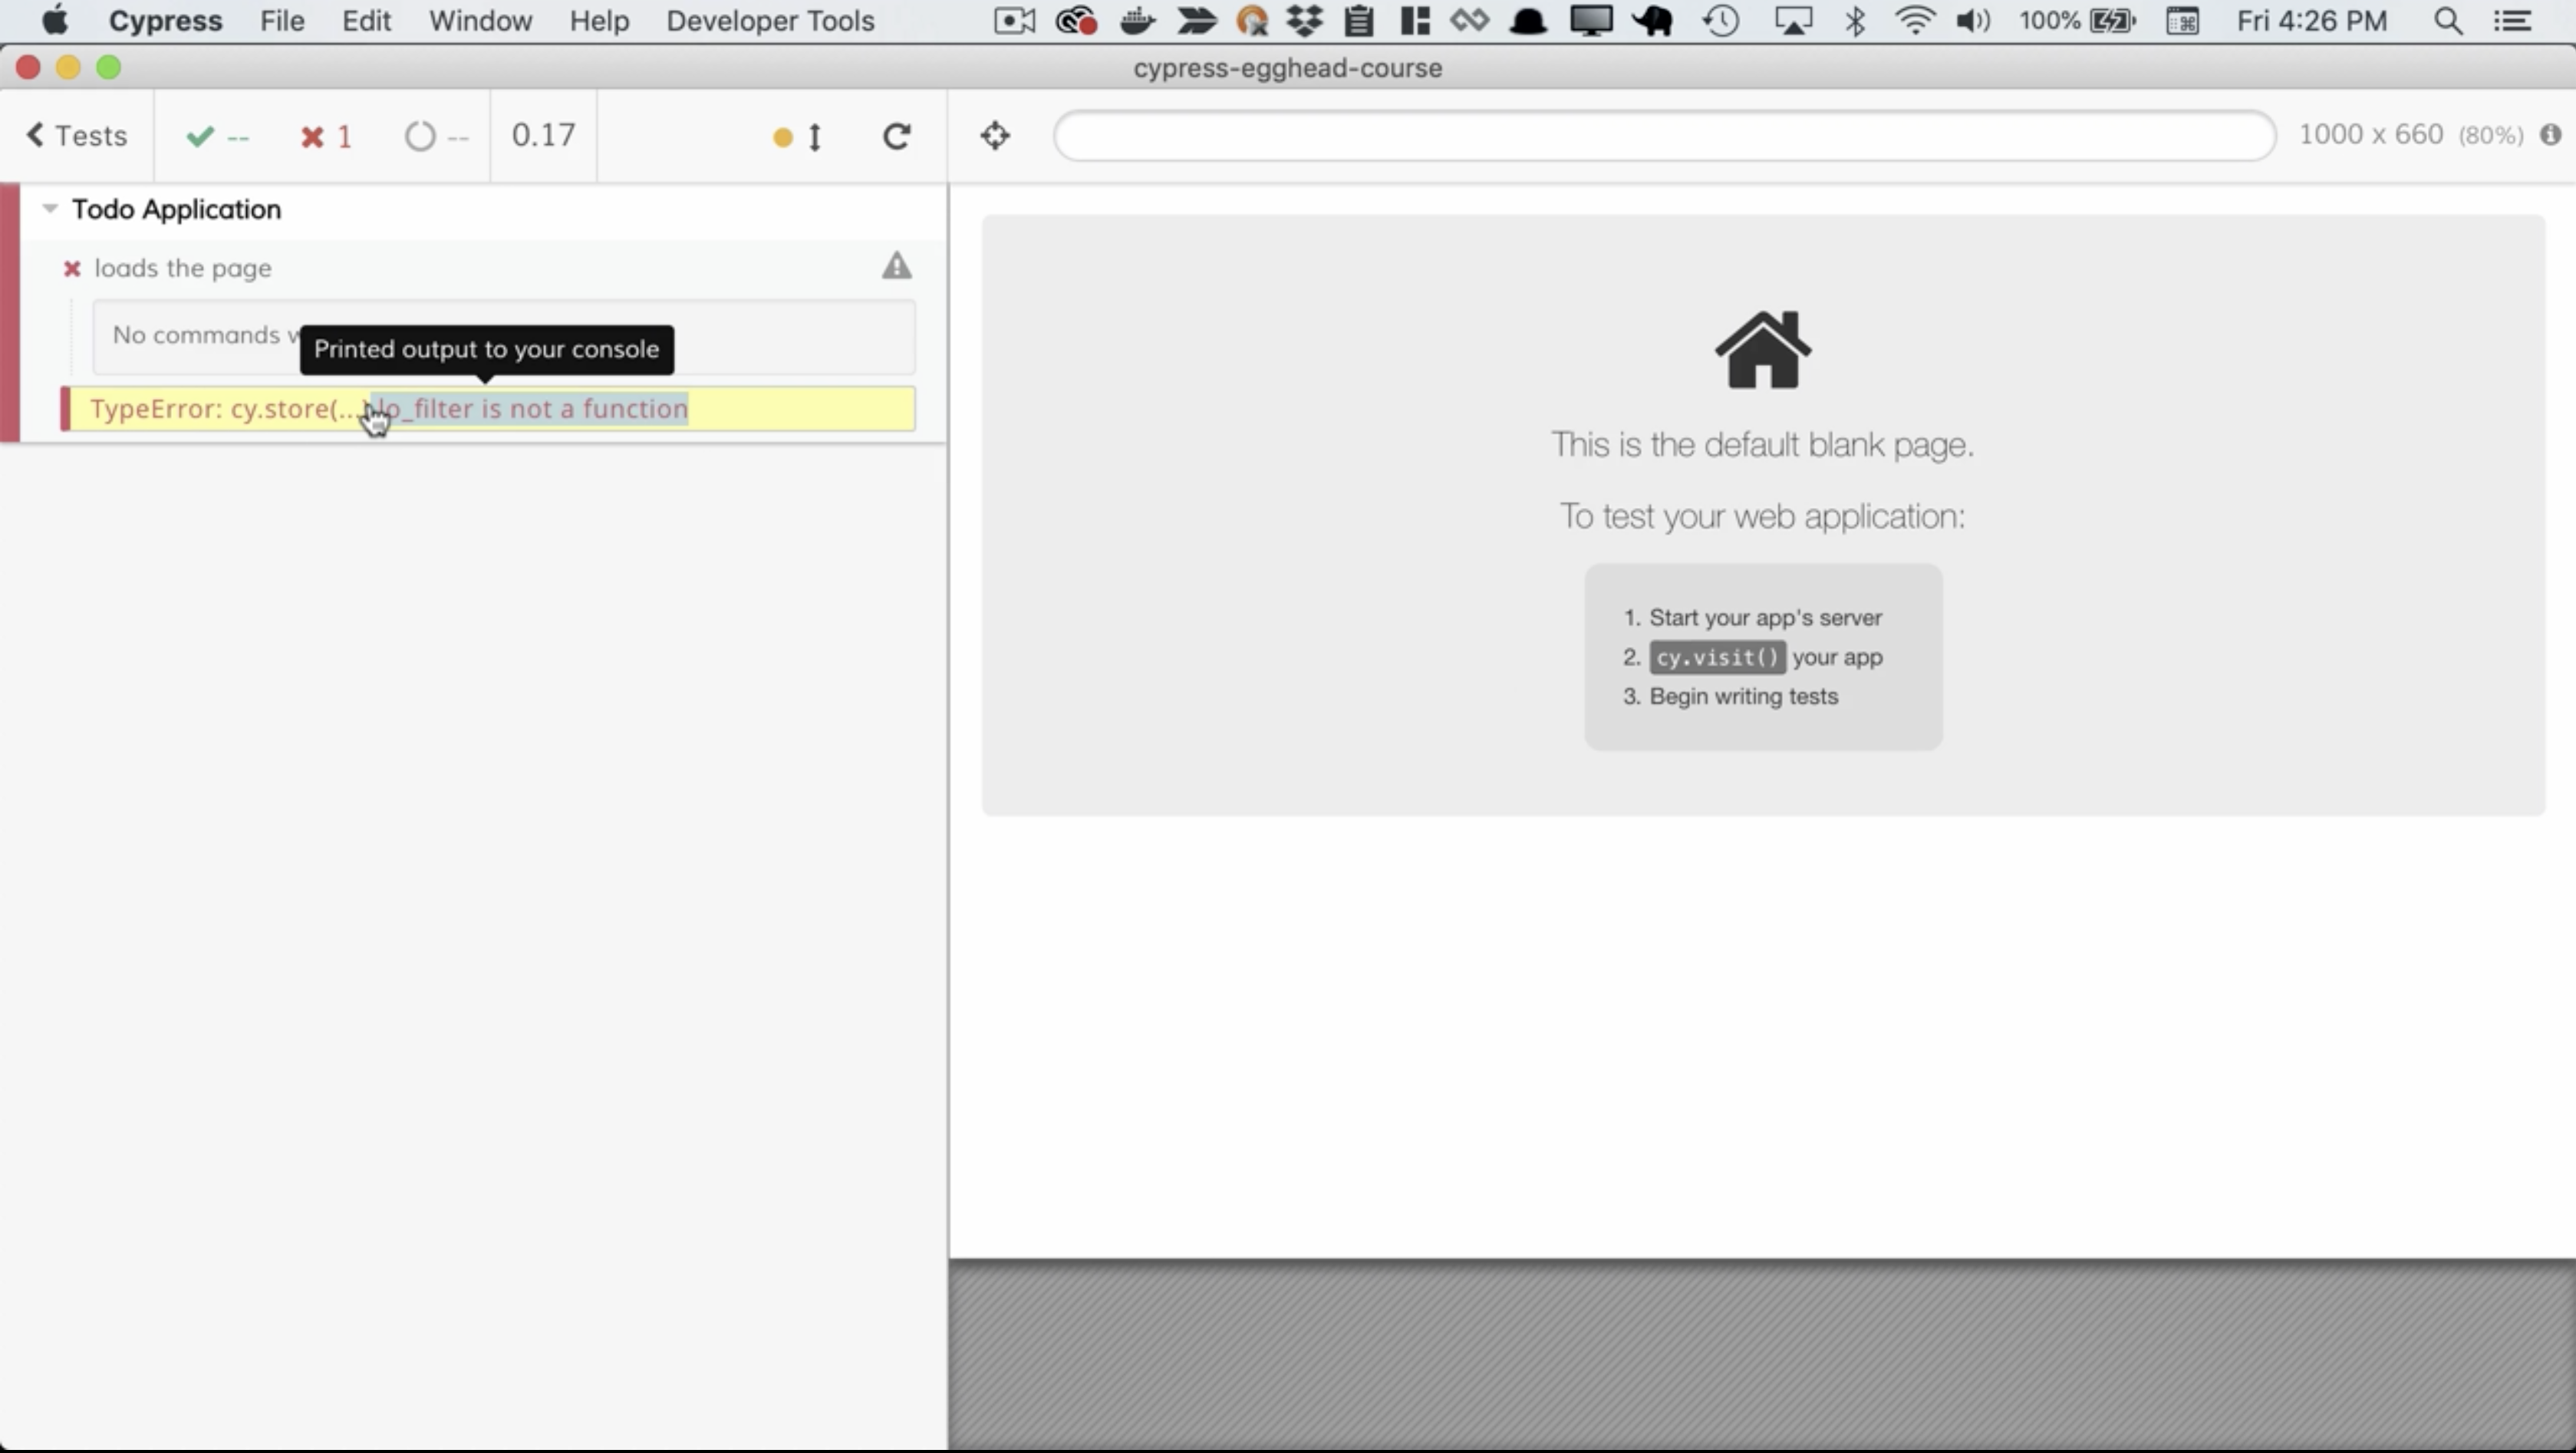 Cypress File Edit Window Help Developer Tools 100% Fri 4:26 PM
cypress-egghead-course
Tests -- 1 -- 0.17 1000 x 660 (80%)
Todo Application
loads the page
No commands
Printed output to your console
TypeError: cy.store(... lo_filter is not a function
This is the default blank page.
To test your web application:
1. Start your app's server
2. cy.visit() your app
3. Begin writing tests